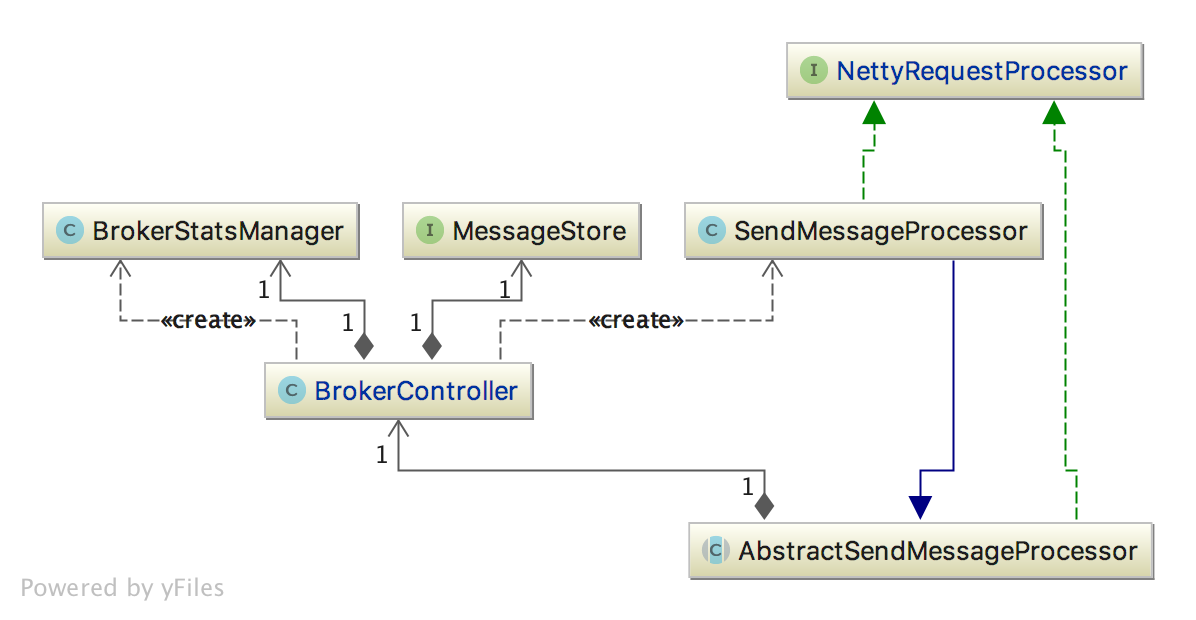 I NettyRequestProcessor
C BrokerStatsManager
I MessageStore
C SendMessageProcessor
1
1
«create»
1
1
«create»
C BrokerController
1
1
C AbstractSendMessageProcessor
Powered by yFiles